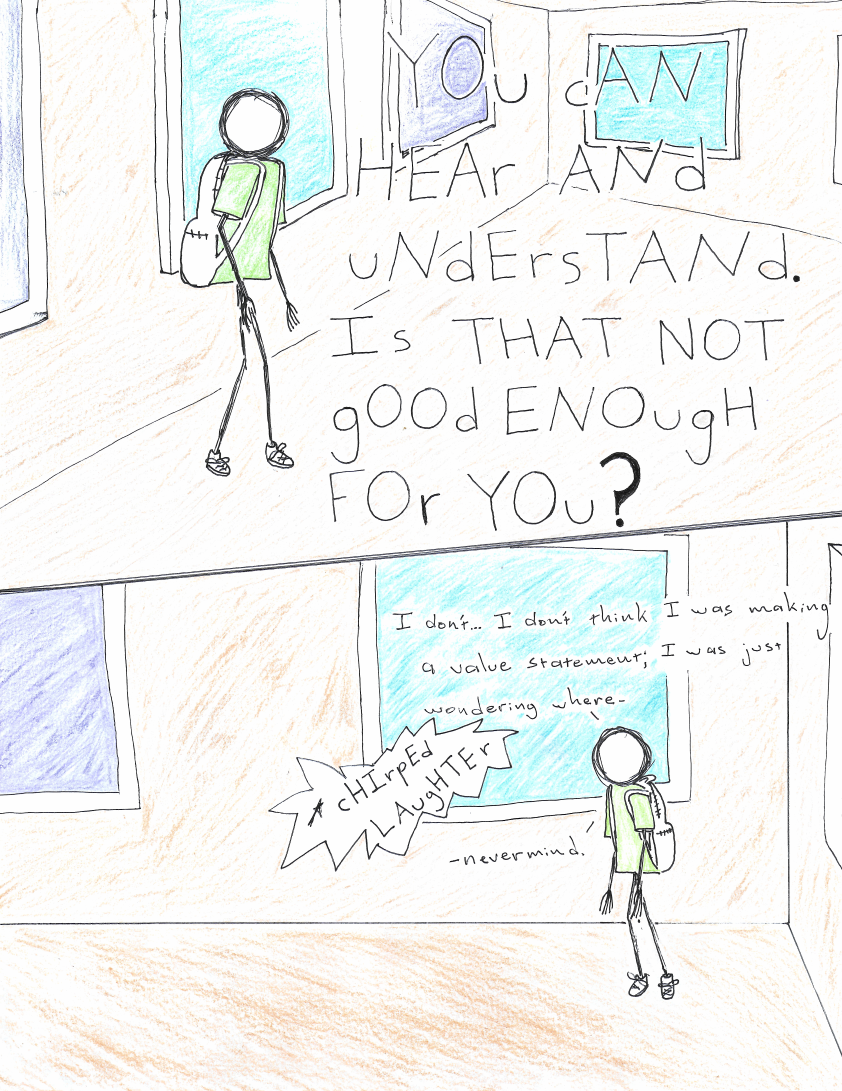 YOu cAN
HEAr ANd
uNdErsTANd.
Is THAT NOT
gOOd ENOugH
FOr YOu?
I don't... I don't think I was making
a value statement; I was just
wondering where-
* cHIrpEd
LAugHTEr
-nevermind.